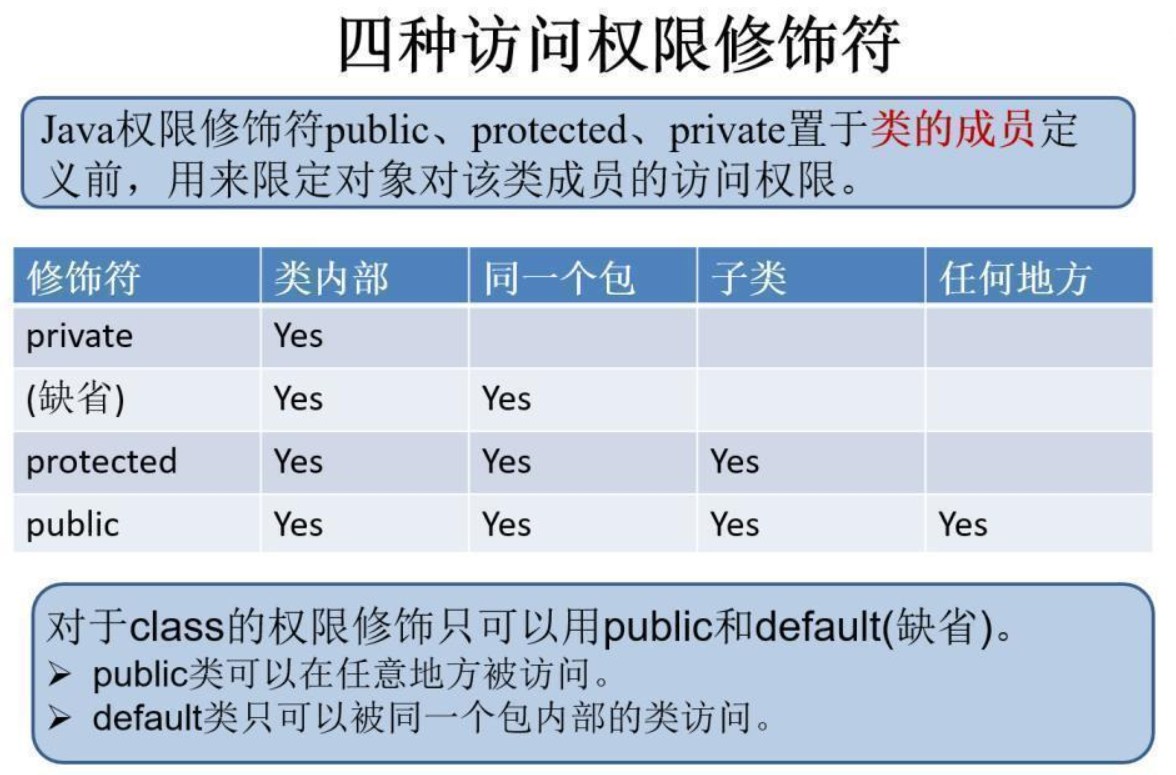 四种访问权限修饰符
Java权限修饰符public、protected、private置于类的成员定
义前，用来限定对象对该类成员的访问权限。
修饰符 类内部 同一个包 子类 任何地方
private Yes
(缺省) Yes Yes
protected Yes Yes Yes
public Yes Yes Yes Yes
对于class的权限修饰只可以用public和default(缺省)。
➢ public类可以在任意地方被访问。
➢ default类只可以被同一个包内部的类访问。